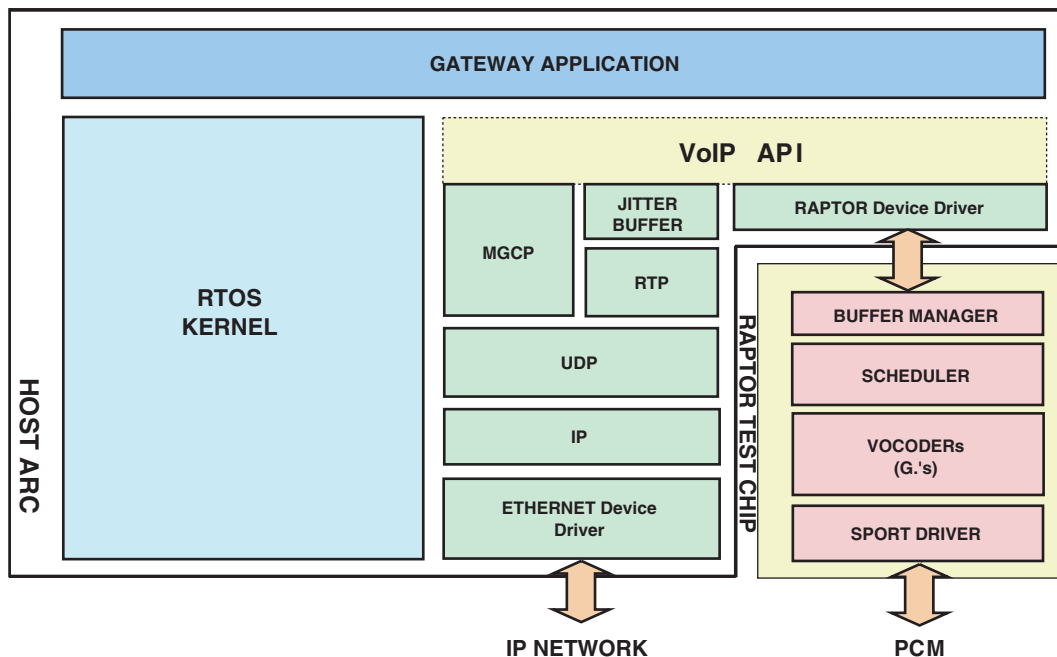 GATEWAY APPLICATION
VoIP API
RTOS
KERNEL
MGCP
JITTER
BUFFER
RTP
RAPTOR Device Driver
UDP
IP
ETHERNET Device
Driver
HOST ARC
RAPTOR TEST CHIP
BUFFER MANAGER
SCHEDULER
VOCODERs
(G.'s)
SPORT DRIVER
IP NETWORK
PCM